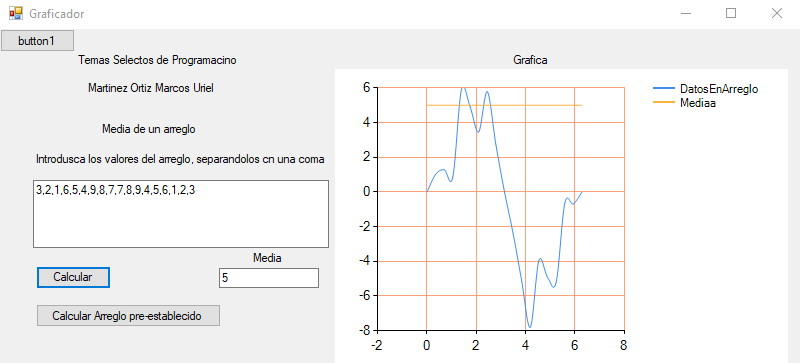 Graficador
button1
Temas Selectos de Programacino
Martinez Ortiz Marcos Uriel
Media de un arreglo
Introdusca los valores del arreglo, separandolos cn una coma
3,2,1,6,5,4,9,8,7,7,8,9,4,5,6,1,2,3
Media
Calcular
5
Calcular Arreglo pre-establecido
Grafica
6
4
2
0
-2
-4
-6
-8
-2 0 2 4 6 8
DatosEnArreglo
Mediaa